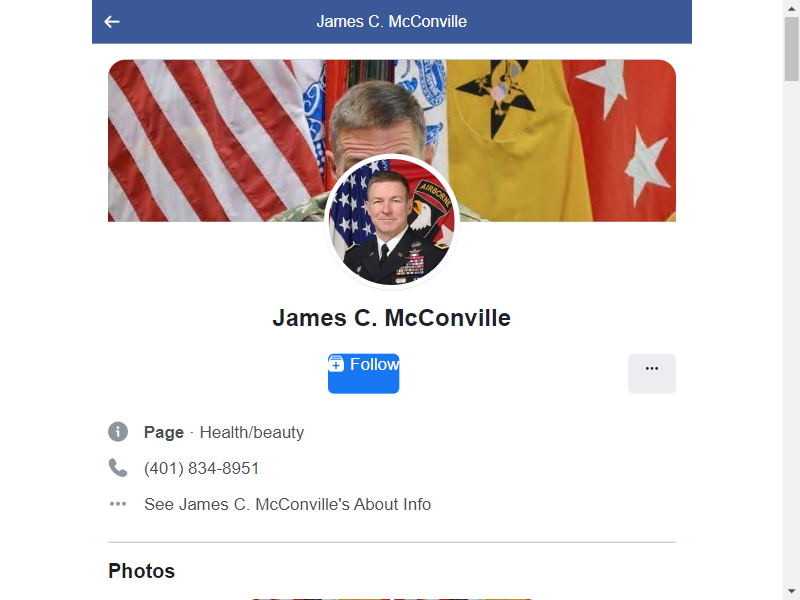 James C. McConville
AIRBORNE
James C. McConville
Follow
Page · Health/beauty
(401) 834-8951
See James C. McConville's About Info
Photos